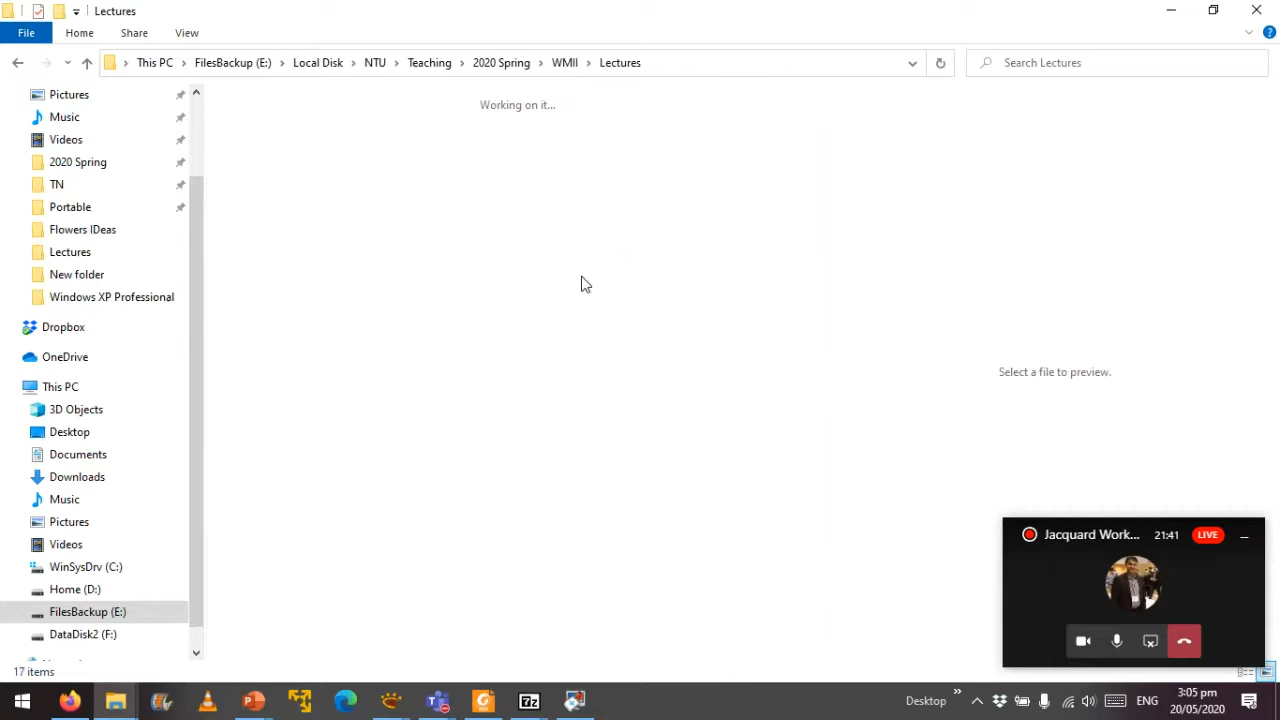 Lectures
File Home Share View
This PC FilesBackup (E:) Local Disk NTU Teaching 2020 Spring WMII Lectures
Search Lectures
Working on it...
Pictures
Music
Videos
2020 Spring
TN
Portable
Flowers IDeas
Lectures
New folder
Windows XP Professional
Dropbox
OneDrive
This PC
3D Objects
Desktop
Documents
Downloads
Music
Pictures
Videos
WinSysDrv (C:)
Home (D:)
FilesBackup (E:)
DataDisk2 (F:)
Select a file to preview.
Jacquard Work... 21:41 LIVE
17 items
Desktop ENG 3:05 pm
20/05/2020